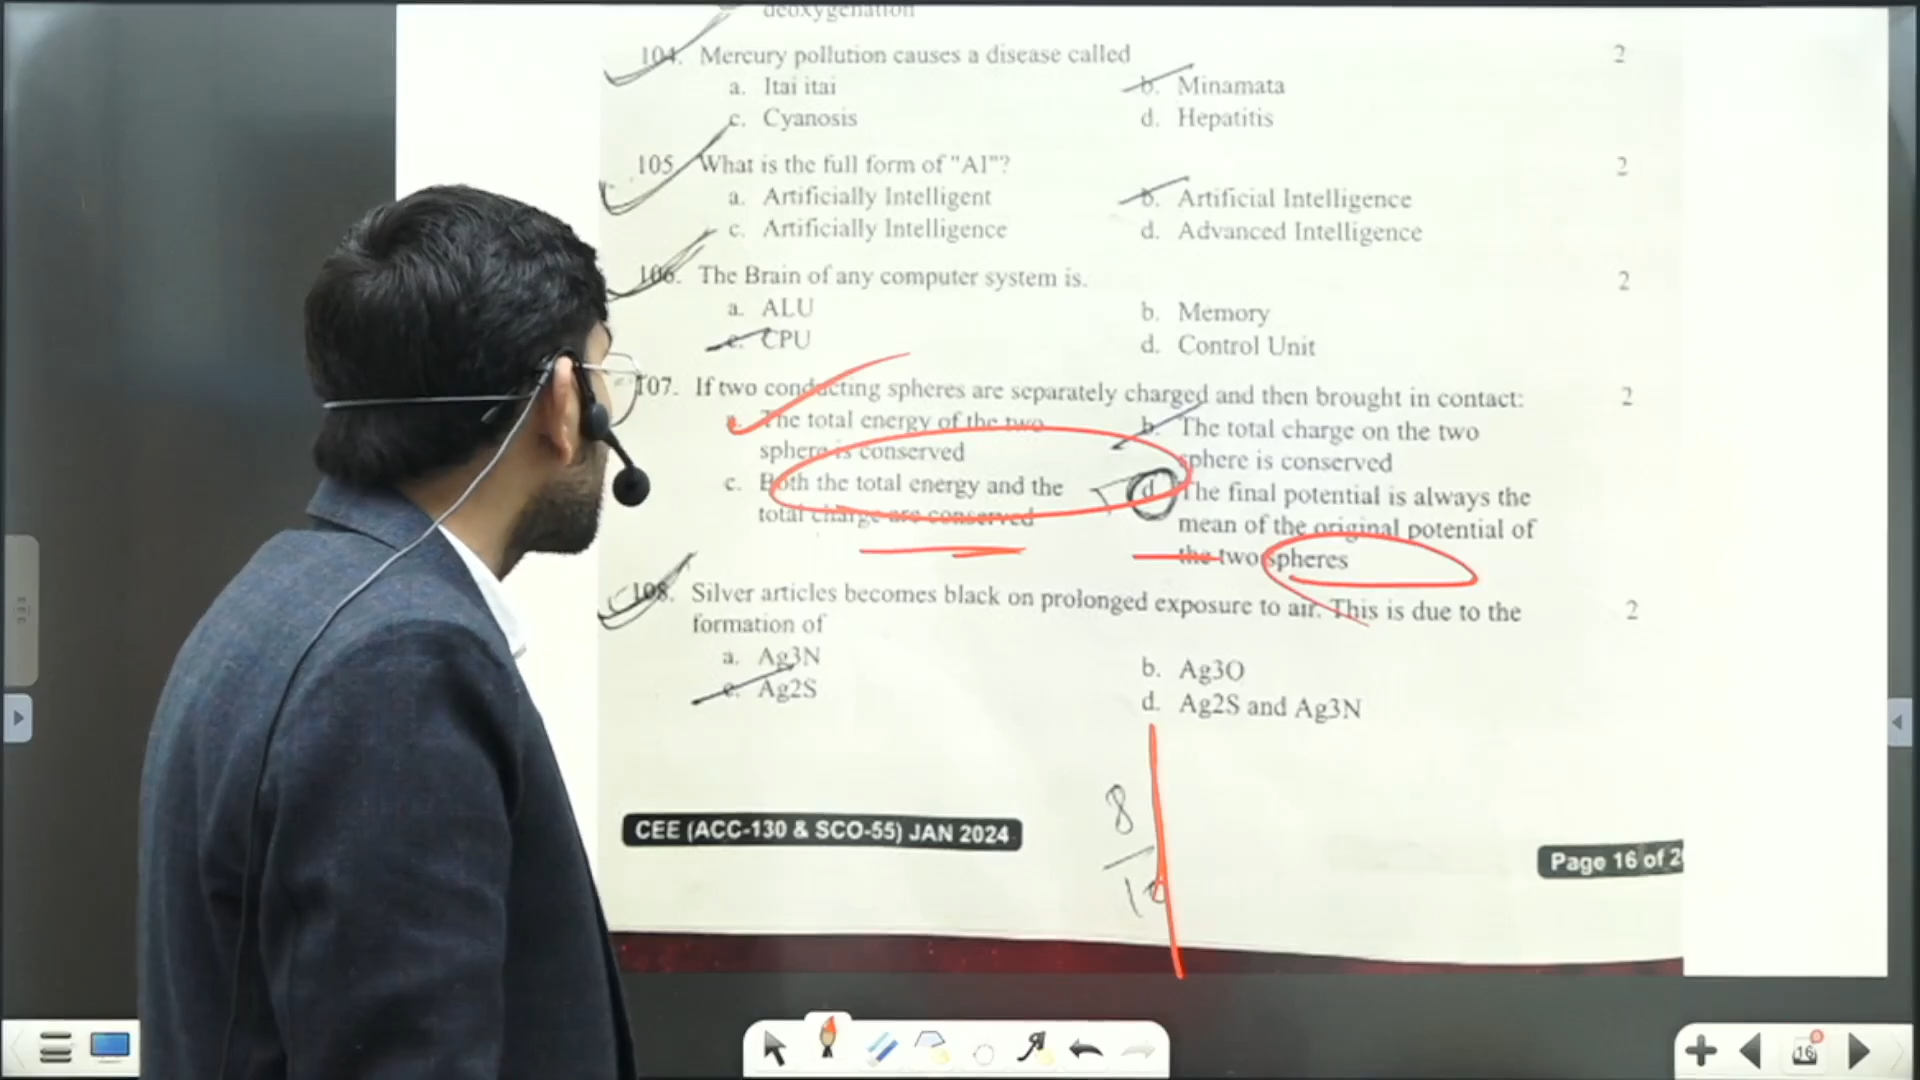 deoxygenation
104. Mercury pollution causes a disease called 2
a. Itai itai b. Minamata
c. Cyanosis d. Hepatitis
105. What is the full form of "AI"? 2
a. Artificially Intelligent b. Artificial Intelligence
c. Artificially Intelligence d. Advanced Intelligence
106. The Brain of any computer system is. 2
a. ALU b. Memory
c. CPU d. Control Unit
107. If two conducting spheres are separately charged and then brought in contact: 2
a. The total energy of the two b. The total charge on the two
sphere is conserved sphere is conserved
c. Both the total energy and the d. The final potential is always the
total charge are conserved mean of the original potential of
the two spheres
108. Silver articles becomes black on prolonged exposure to air. This is due to the 2
formation of
a. Ag3N b. Ag3O
c. Ag2S d. Ag2S and Ag3N
8
10
CEE (ACC-130 & SCO-55) JAN 2024
Page 16 of 2
16